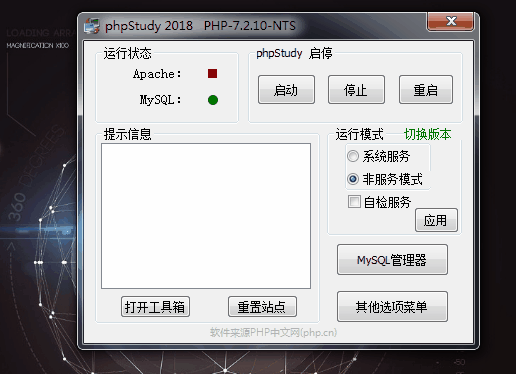 phpStudy 2018 PHP-7.2.10-NTS
LOADING ARRA
MAGNIFICATION X100
运行状态
Apache:
MySQL:
phpStudy 启停
启动 停止 重启
提示信息
运行模式 切换版本
系统服务
非服务模式
自检服务
应用
MySQL管理器
打开工具箱 重置站点
其他选项菜单
软件来源PHP中文网(php.cn)
360 DEGREES
-50